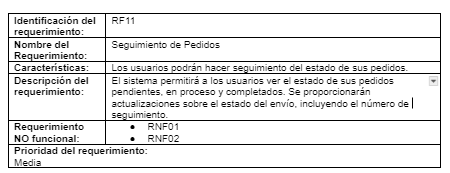 Identificación del requerimiento: RF11
Nombre del Requerimiento: Seguimiento de Pedidos
Características: Los usuarios podrán hacer seguimiento del estado de sus pedidos.
Descripción del requerimiento: El sistema permitirá a los usuarios ver el estado de sus pedidos
pendientes, en proceso y completados. Se proporcionarán
actualizaciones sobre el estado del envío, incluyendo el número de
seguimiento.
Requerimiento NO funcional: • RNF01
• RNF02
Prioridad del requerimiento:
Media